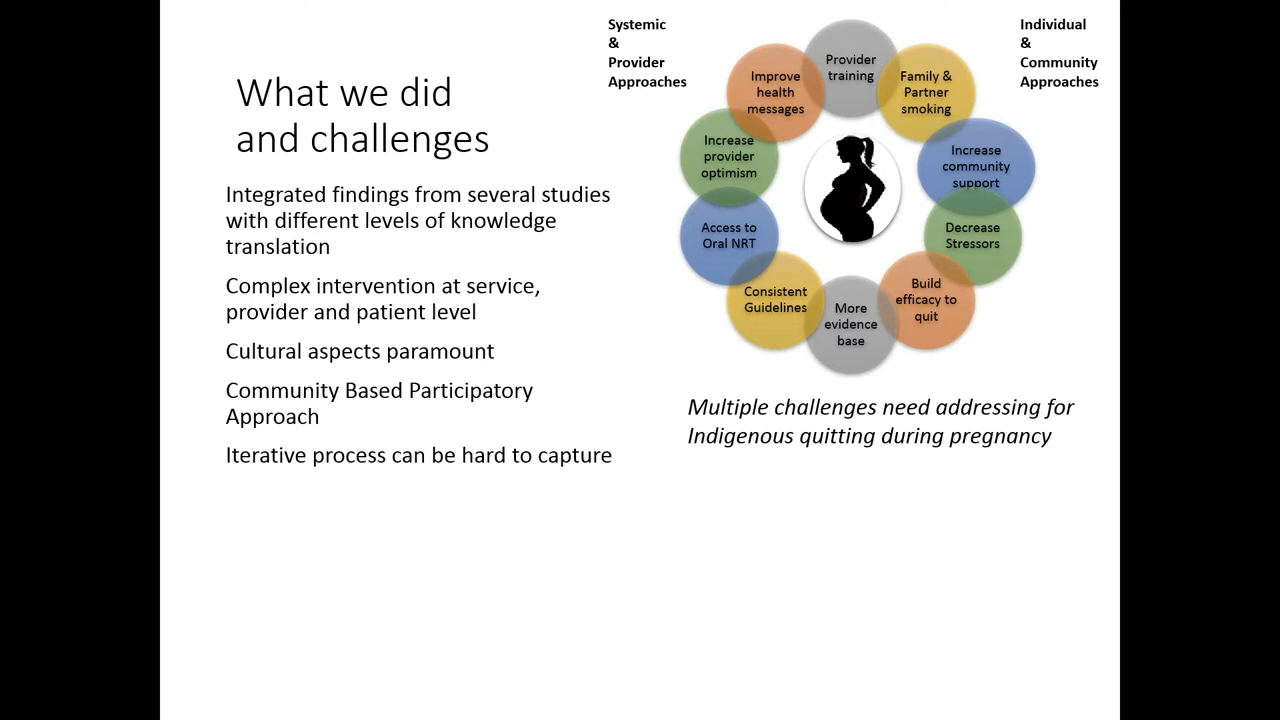 What we did
and challenges
Integrated findings from several studies
with different levels of knowledge
translation
Complex intervention at service,
provider and patient level
Cultural aspects paramount
Community Based Participatory
Approach
Iterative process can be hard to capture
Systemic
&
Provider
Approaches
Individual
&
Community
Approaches
Provider
training
Family &
Partner
smoking
Increase
community
support
Decrease
Stressors
Build
efficacy to
quit
More
evidence
base
Consistent
Guidelines
Access to
Oral NRT
Increase
provider
optimism
Improve
health
messages
Multiple challenges need addressing for
Indigenous quitting during pregnancy